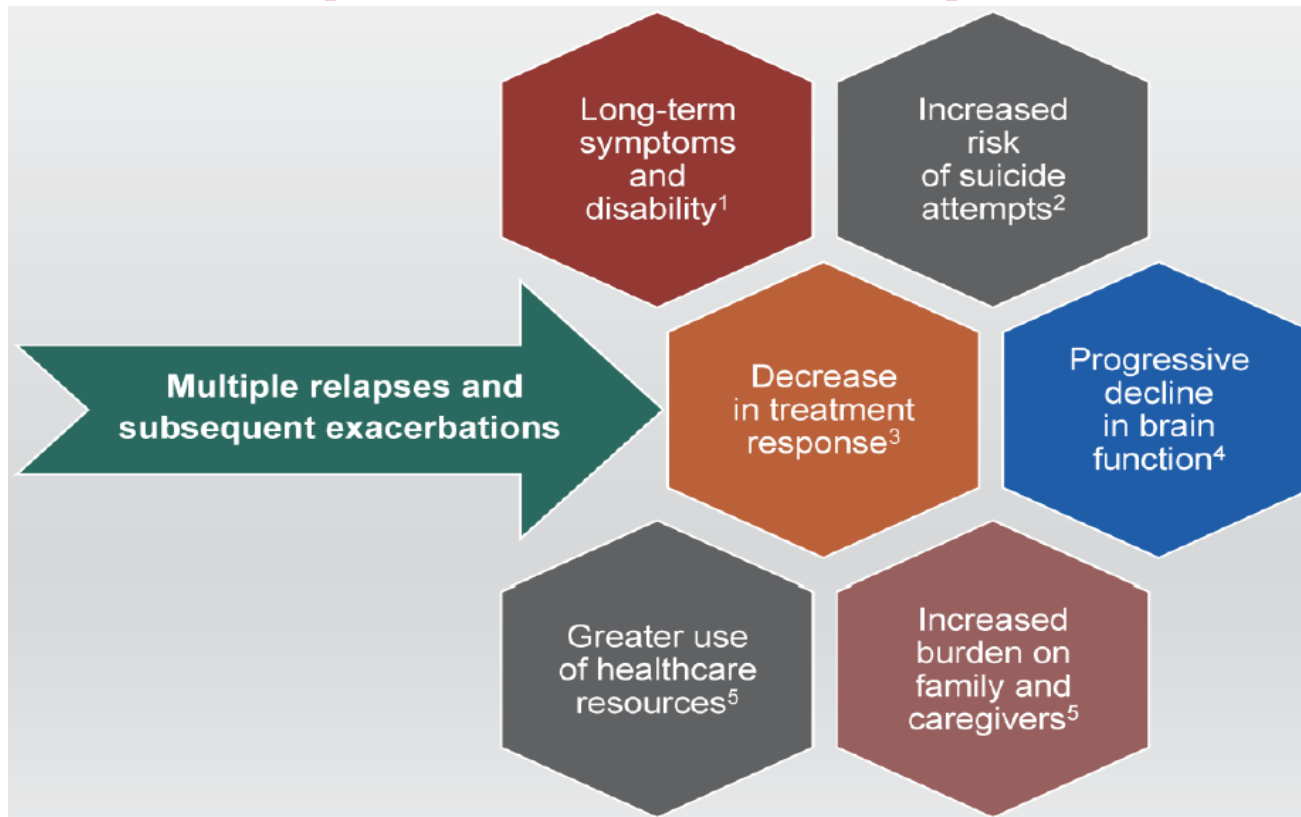 Long-term
symptoms
and
disability¹
Increased
risk
of suicide
attempts²
Multiple relapses and
subsequent exacerbations
Decrease
in treatment
response³
Progressive
decline
in brain
function⁴
Greater use
of healthcare
resources⁵
Increased
burden on
family and
caregivers⁵